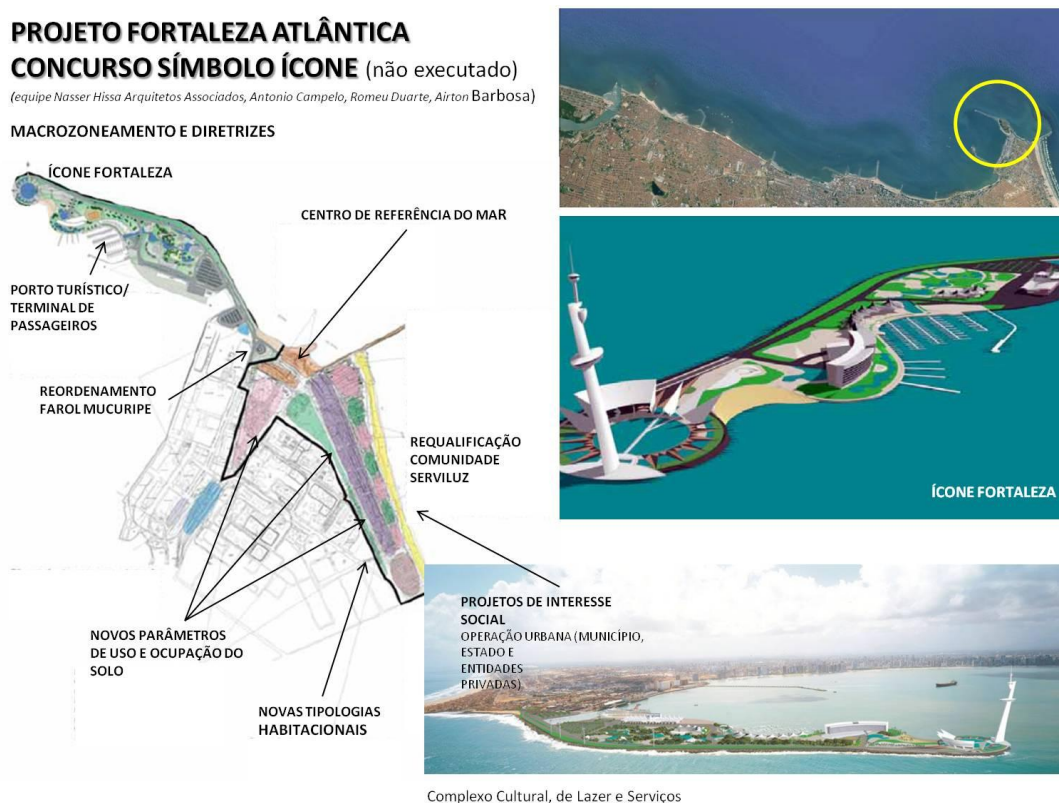 PROJETO FORTALEZA ATLÂNTICA
CONCURSO SÍMBOLO ÍCONE (não executado)
(equipe Nasser Hissa Arquitetos Associados, Antonio Campelo, Romeu Duarte, Airton Barbosa)
MACROZONEAMENTO E DIRETRIZES
ÍCONE FORTALEZA
CENTRO DE REFERÊNCIA DO MAR
PORTO TURÍSTICO/
TERMINAL DE
PASSAGEIROS
REORDENAMENTO
FAROL MUCURIPE
REQUALIFICAÇÃO
COMUNIDADE
SERVILUZ
NOVOS PARÂMETROS
DE USO E OCUPAÇÃO DO
SOLO
NOVAS TIPOLOGIAS
HABITACIONAIS
ÍCONE FORTALEZA
PROJETOS DE INTERESSE
SOCIAL
OPERAÇÃO URBANA (MUNICÍPIO,
ESTADO E
ENTIDADES
PRIVADAS)
Complexo Cultural, de Lazer e Serviços